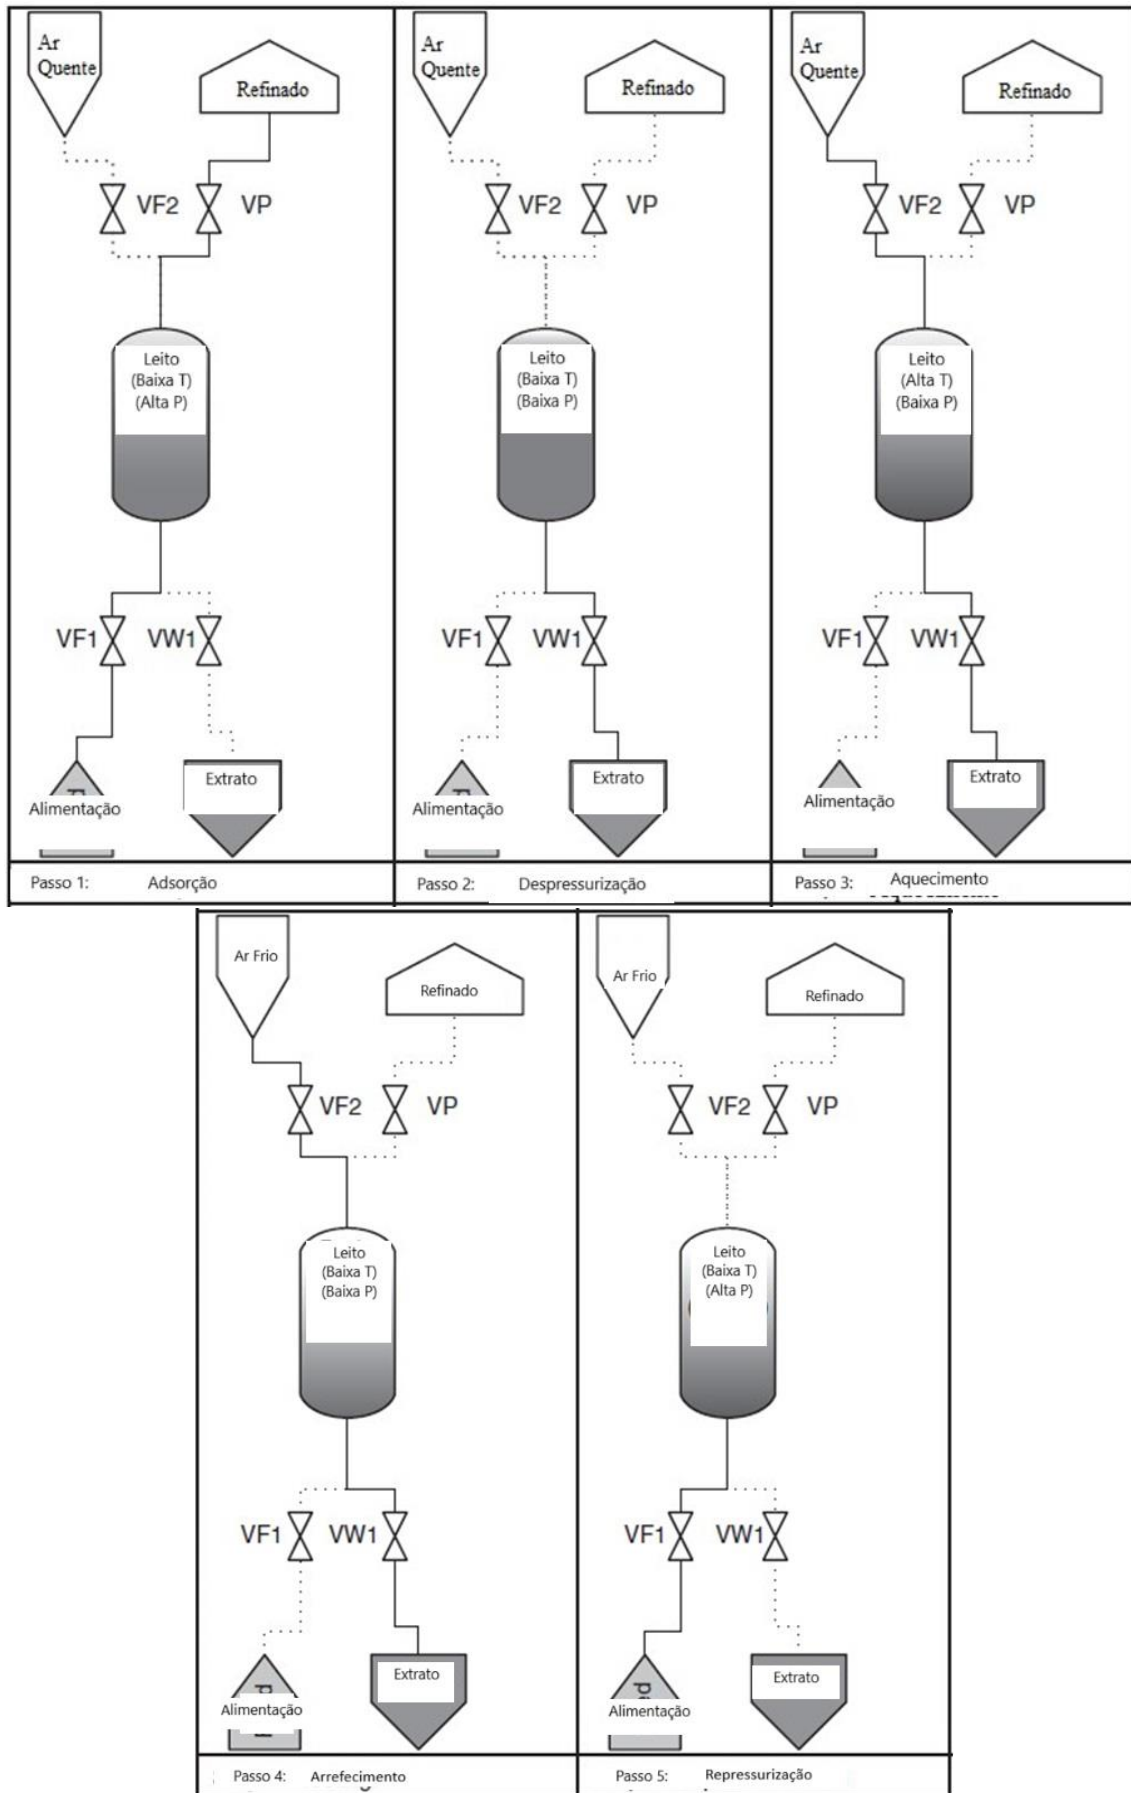 Ar
Quente
Refinado
VF2
VP
Leito
(Baixa T)
(Alta P)
VF1
VW1
Alimentação
Extrato
Passo 1: Adsorção
Ar
Quente
Refinado
VF2
VP
Leito
(Baixa T)
(Baixa P)
VF1
VW1
Alimentação
Extrato
Passo 2: Despressurização
Ar
Quente
Refinado
VF2
VP
Leito
(Alta T)
(Baixa P)
VF1
VW1
Alimentação
Extrato
Passo 3: Aquecimento
Ar Frio
Refinado
VF2
VP
Leito
(Baixa T)
(Baixa P)
VF1
VW1
Alimentação
Extrato
Passo 4: Arrefecimento
Ar Frio
Refinado
VF2
VP
Leito
(Baixa T)
(Alta P)
VF1
VW1
Alimentação
Extrato
Passo 5: Repressurização